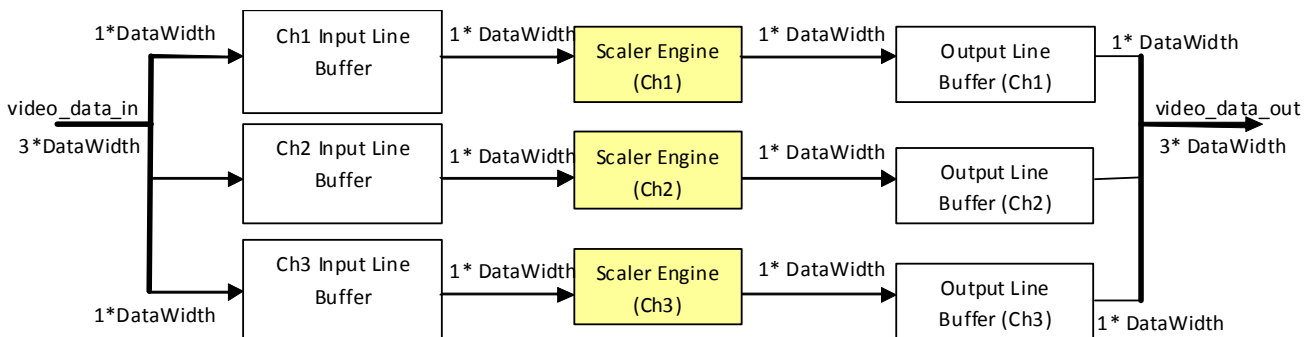 1*DataWidth
Ch1 Input Line
Buffer
1* DataWidth
Scaler Engine
(Ch1)
1* DataWidth
Output Line
Buffer (Ch1)
1* DataWidth
video_data_in
3*DataWidth
video_data_out
3* DataWidth
Ch2 Input Line
Buffer
1* DataWidth
Scaler Engine
(Ch2)
1* DataWidth
Output Line
Buffer (Ch2)
1*DataWidth
Ch3 Input Line
Buffer
1* DataWidth
Scaler Engine
(Ch3)
1* DataWidth
Output Line
Buffer (Ch3)
1* DataWidth